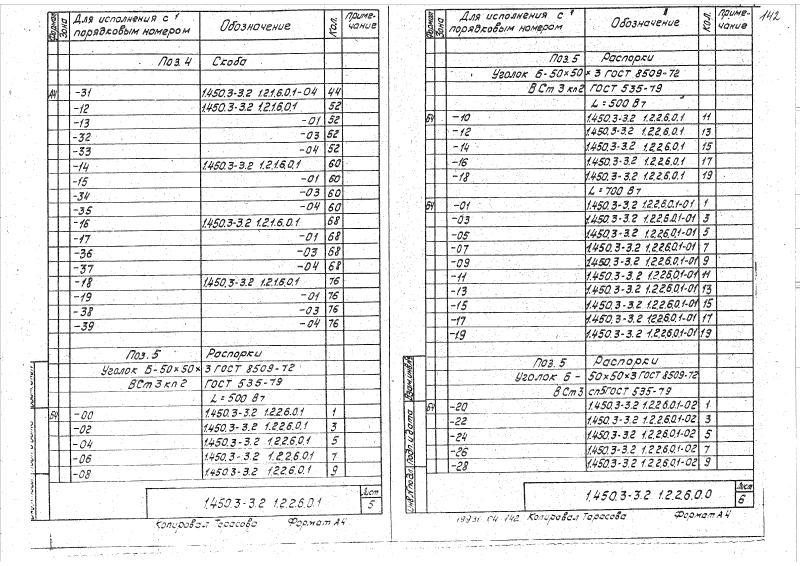 Формат
Зона
Для исполнения с
порядковым номером
Обозначение
Кол.
Приме-
чание
Поз. 4 Скоба
А4 -31 1.450.3-3.2 1.2.1.6.0.1-04 44
-12 1.450.3-3.2 1.2.1.6.0.1 52
-13 -01 52
-32 -03 52
-33 -04 52
-14 1.450.3-3.2 1.2.1.6.0.1 60
-15 -01 60
-34 -03 60
-35 -04 60
-16 1.450.3-3.2 1.2.1.6.0.1 68
-17 -01 68
-36 -03 68
-37 -04 68
-18 1.450.3-3.2 1.2.1.6.0.1 76
-19 -01 76
-38 -03 76
-39 -04 76
Поз. 5 Распорки
Уголок Б-50×50×3 ГОСТ 8509-72
ВСт 3 кп 2 ГОСТ 535-79
L = 500 Вт
Б4 -00 1.450.3-3.2 1.2.2.6.0.1 1
-02 1.450.3-3.2 1.2.2.6.0.1 3
-04 1.450.3-3.2 1.2.2.6.0.1 5
-06 1.450.3-3.2 1.2.2.6.0.1 7
-08 1.450.3-3.2 1.2.2.6.0.1 9
1.450.3-3.2 1.2.2.6.0.1
Лист
5
Копировал Тарасова Формат А4
142
Формат
Зона
Для исполнения с
порядковым номером
Обозначение
Кол.
Приме-
чание
Поз. 5 Распорки
Уголок Б-50×50×3 ГОСТ 8509-72
ВСт 3 кп2 ГОСТ 535-79
L = 500 Вт
Б4 -10 1.450.3-3.2 1.2.2.6.0.1 11
-12 1.450.3-3.2 1.2.2.6.0.1 13
-14 1.450.3-3.2 1.2.2.6.0.1 15
-16 1.450.3-3.2 1.2.2.6.0.1 17
-18 1.450.3-3.2 1.2.2.6.0.1 19
L = 700 Вт
Б4 -01 1.450.3-3.2 1.2.2.6.0.1-01 1
-03 1.450.3-3.2 1.2.2.6.0.1-01 3
-05 1.450.3-3.2 1.2.2.6.0.1-01 5
-07 1.450.3-3.2 1.2.2.6.0.1-01 7
-09 1.450.3-3.2 1.2.2.6.0.1-01 9
-11 1.450.3-3.2 1.2.2.6.0.1-01 11
-13 1.450.3-3.2 1.2.2.6.0.1-01 13
-15 1.450.3-3.2 1.2.2.6.0.1-01 15
-17 1.450.3-3.2 1.2.2.6.0.1-01 17
-19 1.450.3-3.2 1.2.2.6.0.1-01 19
Поз. 5 Распорки
Уголок Б - 50×50×3 ГОСТ 8509-72
ВСт3 сп5 ГОСТ 535-79
Б4 -20 1.450.3-3.2 1.2.2.6.0.1-02 1
-22 1.450.3-3.2 1.2.2.6.0.1-02 3
-24 1.450.3-3.2 1.2.2.6.0.1-02 5
-26 1.450.3-3.2 1.2.2.6.0.1-02 7
-28 1.450.3-3.2 1.2.2.6.0.1-02 9
Взам.инв№
Подп. и дата
Инв.№ подл.
1.450.3-3.2 1.2.2.6.0.0
Лист
6
04 142 Копировал Тарасова Формат А4